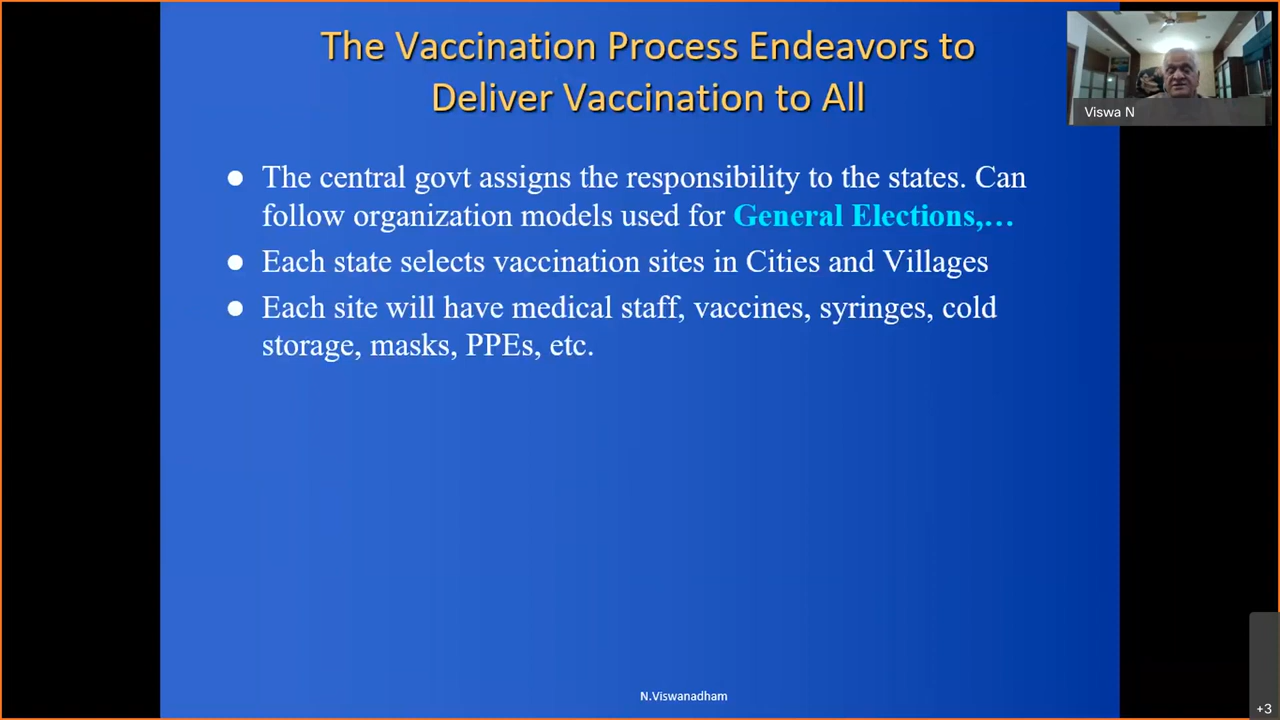 The Vaccination Process Endeavors to
Deliver Vaccination to All
Viswa N
● The central govt assigns the responsibility to the states. Can
follow organization models used for General Elections,...
● Each state selects vaccination sites in Cities and Villages
● Each site will have medical staff, vaccines, syringes, cold
storage, masks, PPEs, etc.
N.Viswanadham
+3